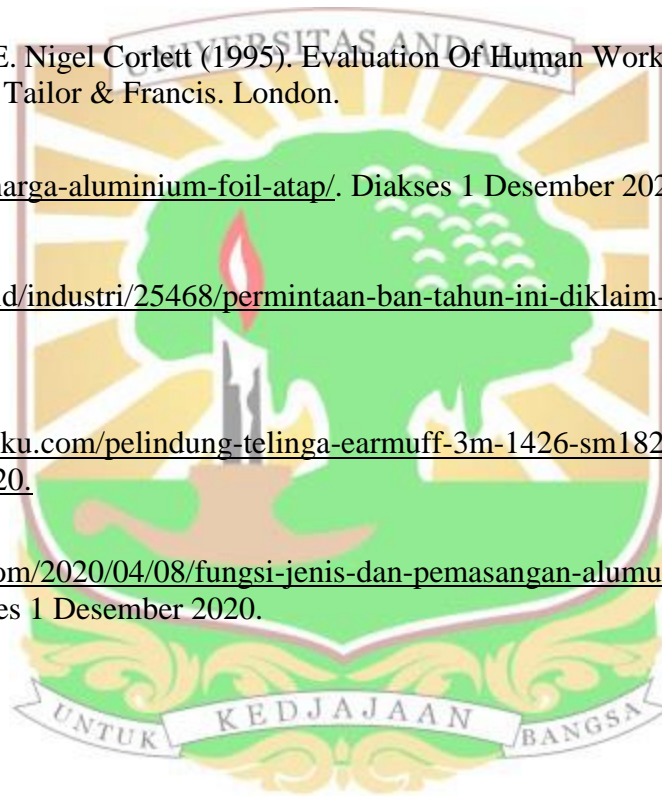 UNIVERSITAS ANDALAS
E. Nigel Corlett (1995). Evaluation Of Human Work
Tailor & Francis. London.
harga-aluminium-foil-atap/. Diakses 1 Desember 202
id/industri/25468/permintaan-ban-tahun-ini-diklaim-
ku.com/pelindung-telinga-earmuff-3m-1426-sm182
20.
om/2020/04/08/fungsi-jenis-dan-pemasangan-alumu
es 1 Desember 2020.
UNTUK KEDJAJAAN BANGSA